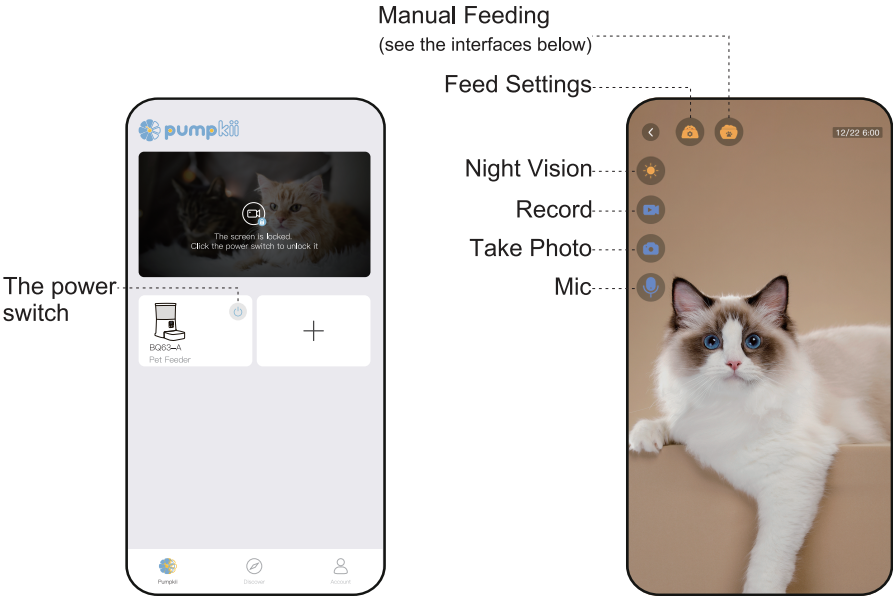 Manual Feeding
(see the interfaces below)
Feed Settings
pumpkii
12/22 6:00
Night Vision
The screen is locked.
Click the power switch to unlock it
Record
Take Photo
Mic
The power
switch
BQ63-A
Pet Feeder
Pumpkii
Discover
Account